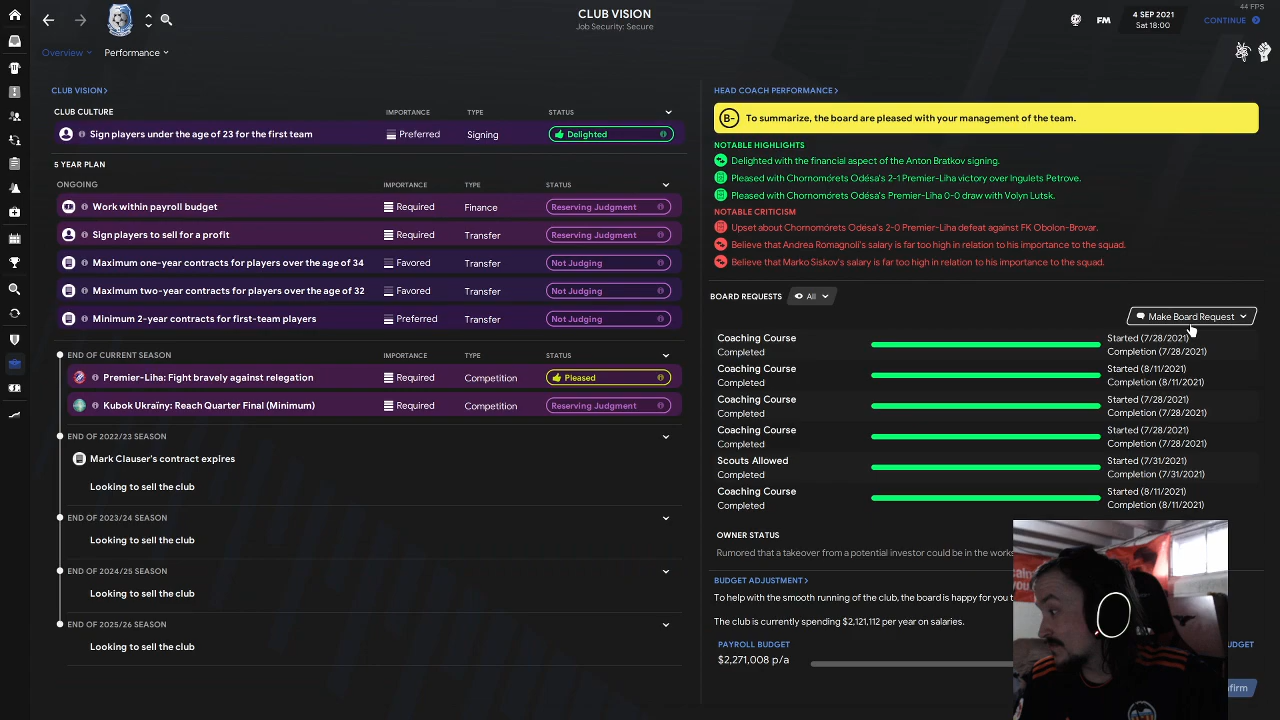 44 FPS
CLUB VISION
Job Security: Secure
FM
4 SEP 2021
Sat 18:00
CONTINUE
Overview
Performance
CLUB VISION
CLUB CULTURE
IMPORTANCE
TYPE
STATUS
Sign players under the age of 23 for the first team
Preferred
Signing
Delighted
5 YEAR PLAN
ONGOING
IMPORTANCE
TYPE
STATUS
Work within payroll budget
Required
Finance
Reserving Judgment
Sign players to sell for a profit
Required
Transfer
Reserving Judgment
Maximum one-year contracts for players over the age of 34
Favored
Transfer
Not Judging
Maximum two-year contracts for players over the age of 32
Favored
Transfer
Not Judging
Minimum 2-year contracts for first-team players
Preferred
Transfer
Not Judging
END OF CURRENT SEASON
IMPORTANCE
TYPE
STATUS
Premier-Liha: Fight bravely against relegation
Required
Competition
Pleased
Kubok Ukraïny: Reach Quarter Final (Minimum)
Required
Competition
Reserving Judgment
END OF 2022/23 SEASON
Mark Clauser's contract expires
Looking to sell the club
END OF 2023/24 SEASON
Looking to sell the club
END OF 2024/25 SEASON
Looking to sell the club
END OF 2025/26 SEASON
Looking to sell the club
HEAD COACH PERFORMANCE
B-
To summarize, the board are pleased with your management of the team.
NOTABLE HIGHLIGHTS
Delighted with the financial aspect of the Anton Bratkov signing.
Pleased with Chornomórets Odésa's 2-1 Premier-Liha victory over Ingulets Petrove.
Pleased with Chornomórets Odésa's Premier-Liha 0-0 draw with Volyn Lutsk.
NOTABLE CRITICISM
Upset about Chornomórets Odésa's 2-0 Premier-Liha defeat against FK Obolon-Brovar.
Believe that Andrea Romagnoli's salary is far too high in relation to his importance to the squad.
Believe that Marko Siskov's salary is far too high in relation to his importance to the squad.
BOARD REQUESTS
All
Make Board Request
Coaching Course
Completed
Started (7/28/2021)
Completion (7/28/2021)
Coaching Course
Completed
Started (8/11/2021)
Completion (8/11/2021)
Coaching Course
Completed
Started (7/28/2021)
Completion (7/28/2021)
Coaching Course
Completed
Started (7/28/2021)
Completion (7/28/2021)
Scouts Allowed
Completed
Started (7/31/2021)
Completion (7/31/2021)
Coaching Course
Completed
Started (8/11/2021)
Completion (8/11/2021)
OWNER STATUS
Rumored that a takeover from a potential investor could be in the works
BUDGET ADJUSTMENT
To help with the smooth running of the club, the board is happy for you t
The club is currently spending $2,121,112 per year on salaries.
PAYROLL BUDGET
$2,271,008 p/a